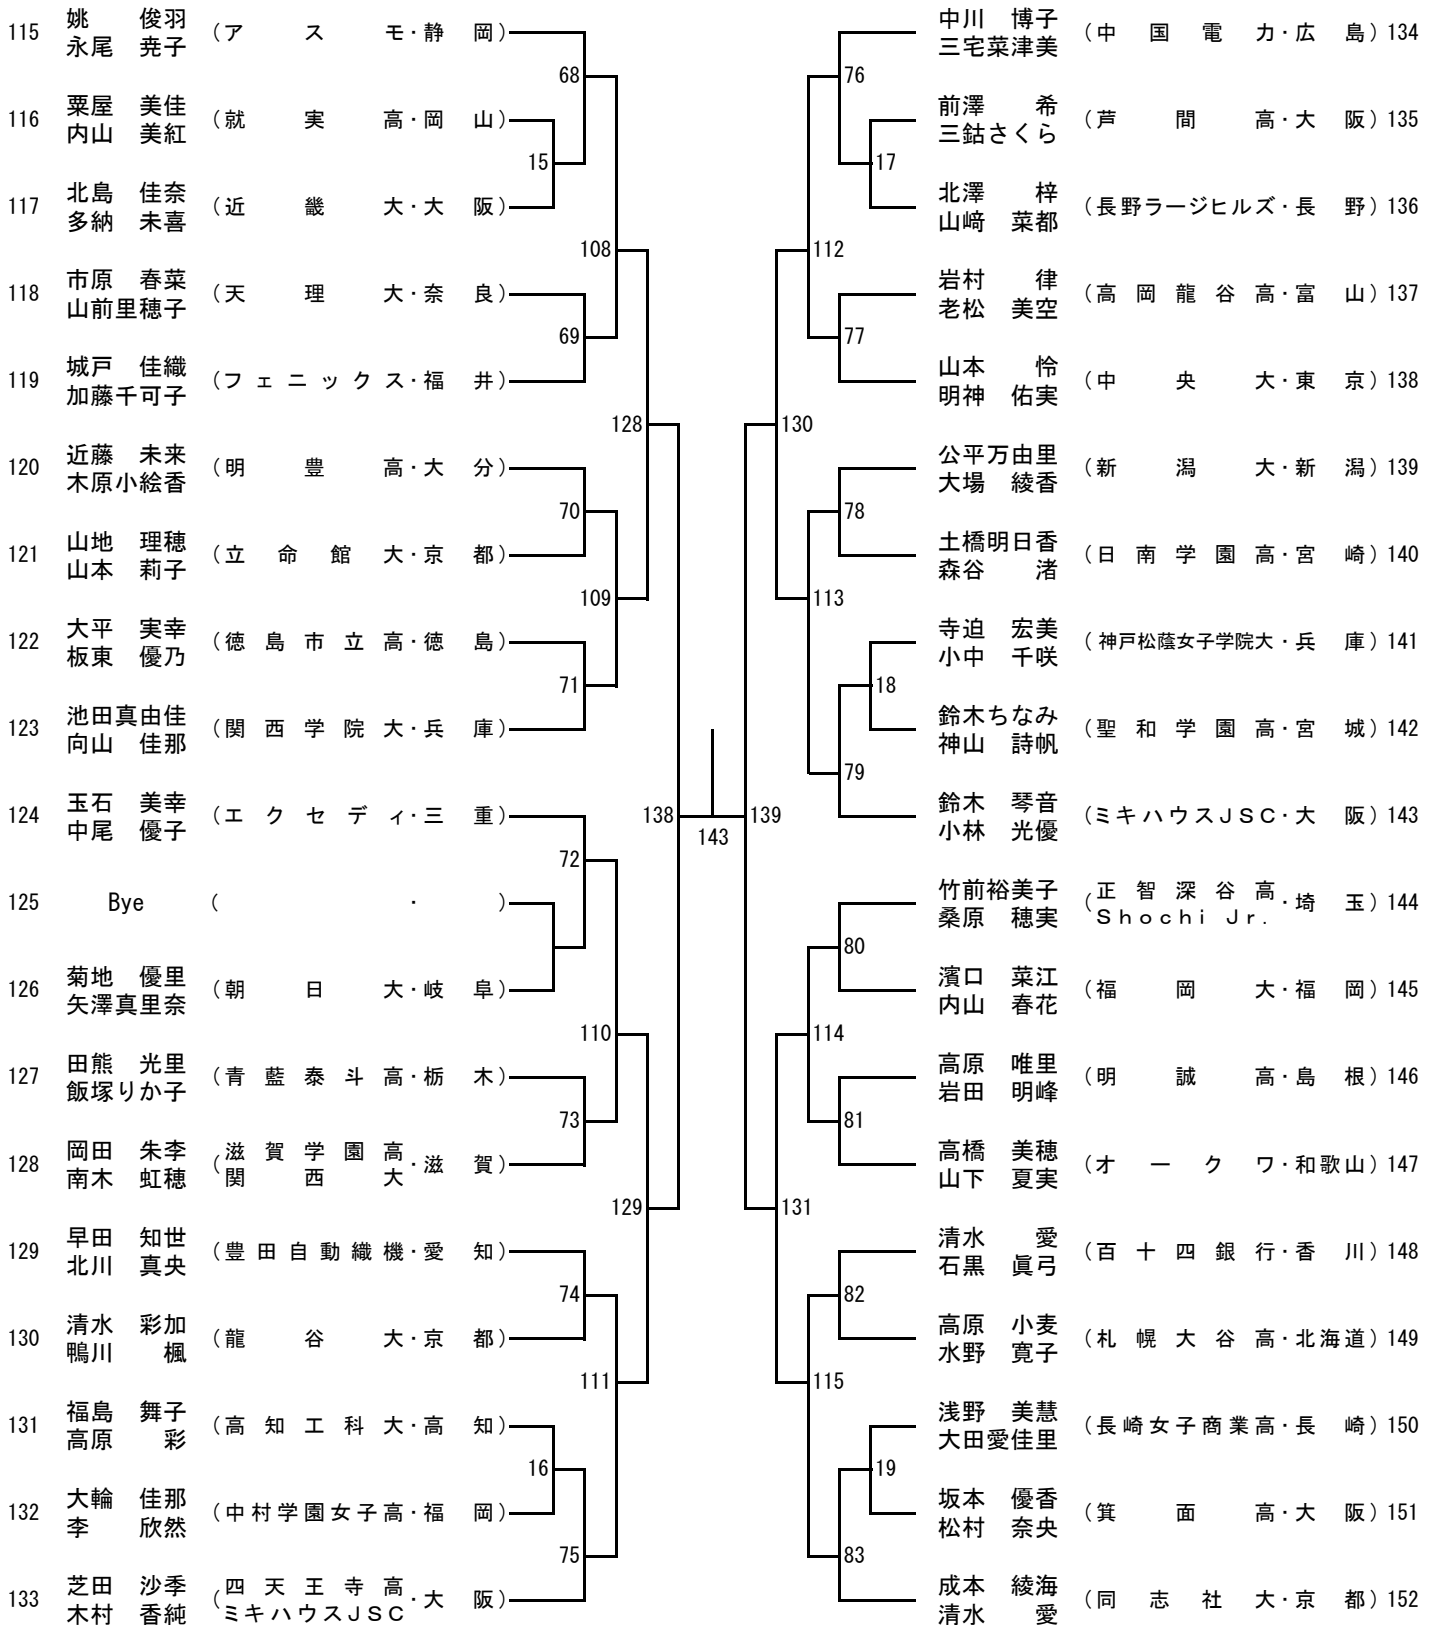 115 姚　俊羽 (アスモ・静岡)
永尾　尭子
116 粟屋　美佳 (就実高・岡山)
内山　美紅
117 北島　佳奈 (近畿大・大阪)
多納　未喜
118 市原　春菜 (天理大・奈良)
山前里穂子
119 城戸　佳織 (フェニックス・福井)
加藤千可子
120 近藤　未来 (明豊高・大分)
木原小絵香
121 山地　理穂 (立命館大・京都)
山本　莉子
122 大平　実幸 (徳島市立高・徳島)
板東　優乃
123 池田真由佳 (関西学院大・兵庫)
向山　佳那
124 玉石　美幸 (エクセディ・三重)
中尾　優子
125 Bye (　・　)
126 菊地　優里 (朝日大・岐阜)
矢澤真里奈
127 田熊　光里 (青藍泰斗高・栃木)
飯塚りか子
128 岡田　朱李 (滋賀学園高・滋賀)
南木　虹穂 関西大
129 早田　知世 (豊田自動織機・愛知)
北川　真央
130 清水　彩加 (龍谷大・京都)
鴨川　楓
131 福島　舞子 (高知工科大・高知)
高原　彩
132 大輪　佳那 (中村学園女子高・福岡)
李　欣然
133 芝田　沙季 (四天王寺高・大阪)
木村　香純 ミキハウスJSC
68
15
108
69
128
70
109
71
138
72
110
73
129
74
111
16
75
143
139
76
17
112
77
130
78
113
18
79
80
114
81
131
82
115
19
83
中川　博子 (中国電力・広島) 134
三宅菜津美
前澤　希 (芦間高・大阪) 135
三鈷さくら
北澤　梓 (長野ラージヒルズ・長野) 136
山﨑　菜都
岩村　律 (高岡龍谷高・富山) 137
老松　美空
山本　怜 (中央大・東京) 138
明神　佑実
公平万由里 (新潟大・新潟) 139
大場　綾香
土橋明日香 (日南学園高・宮崎) 140
森谷　渚
寺迫　宏美 (神戸松蔭女子学院大・兵庫) 141
小中　千咲
鈴木ちなみ (聖和学園高・宮城) 142
神山　詩帆
鈴木　琴音 (ミキハウスJSC・大阪) 143
小林　光優
竹前裕美子 (正智深谷高・埼玉) 144
桑原　穂実 Shochi Jr.
濱口　菜江 (福岡大・福岡) 145
内山　春花
高原　唯里 (明誠高・島根) 146
岩田　明峰
高橋　美穂 (オークワ・和歌山) 147
山下　夏実
清水　愛 (百十四銀行・香川) 148
石黒　眞弓
高原　小麦 (札幌大谷高・北海道) 149
水野　寛子
浅野　美慧 (長崎女子商業高・長崎) 150
大田愛佳里
坂本　優香 (箕面高・大阪) 151
松村　奈央
成本　綾海 (同志社大・京都) 152
清水　愛